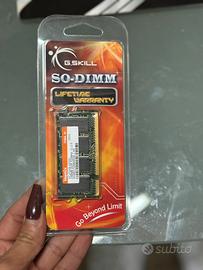 G.SKILL
SO-DIMM
LIFETIME
WARRANTY
Go Beyond Limit
subito